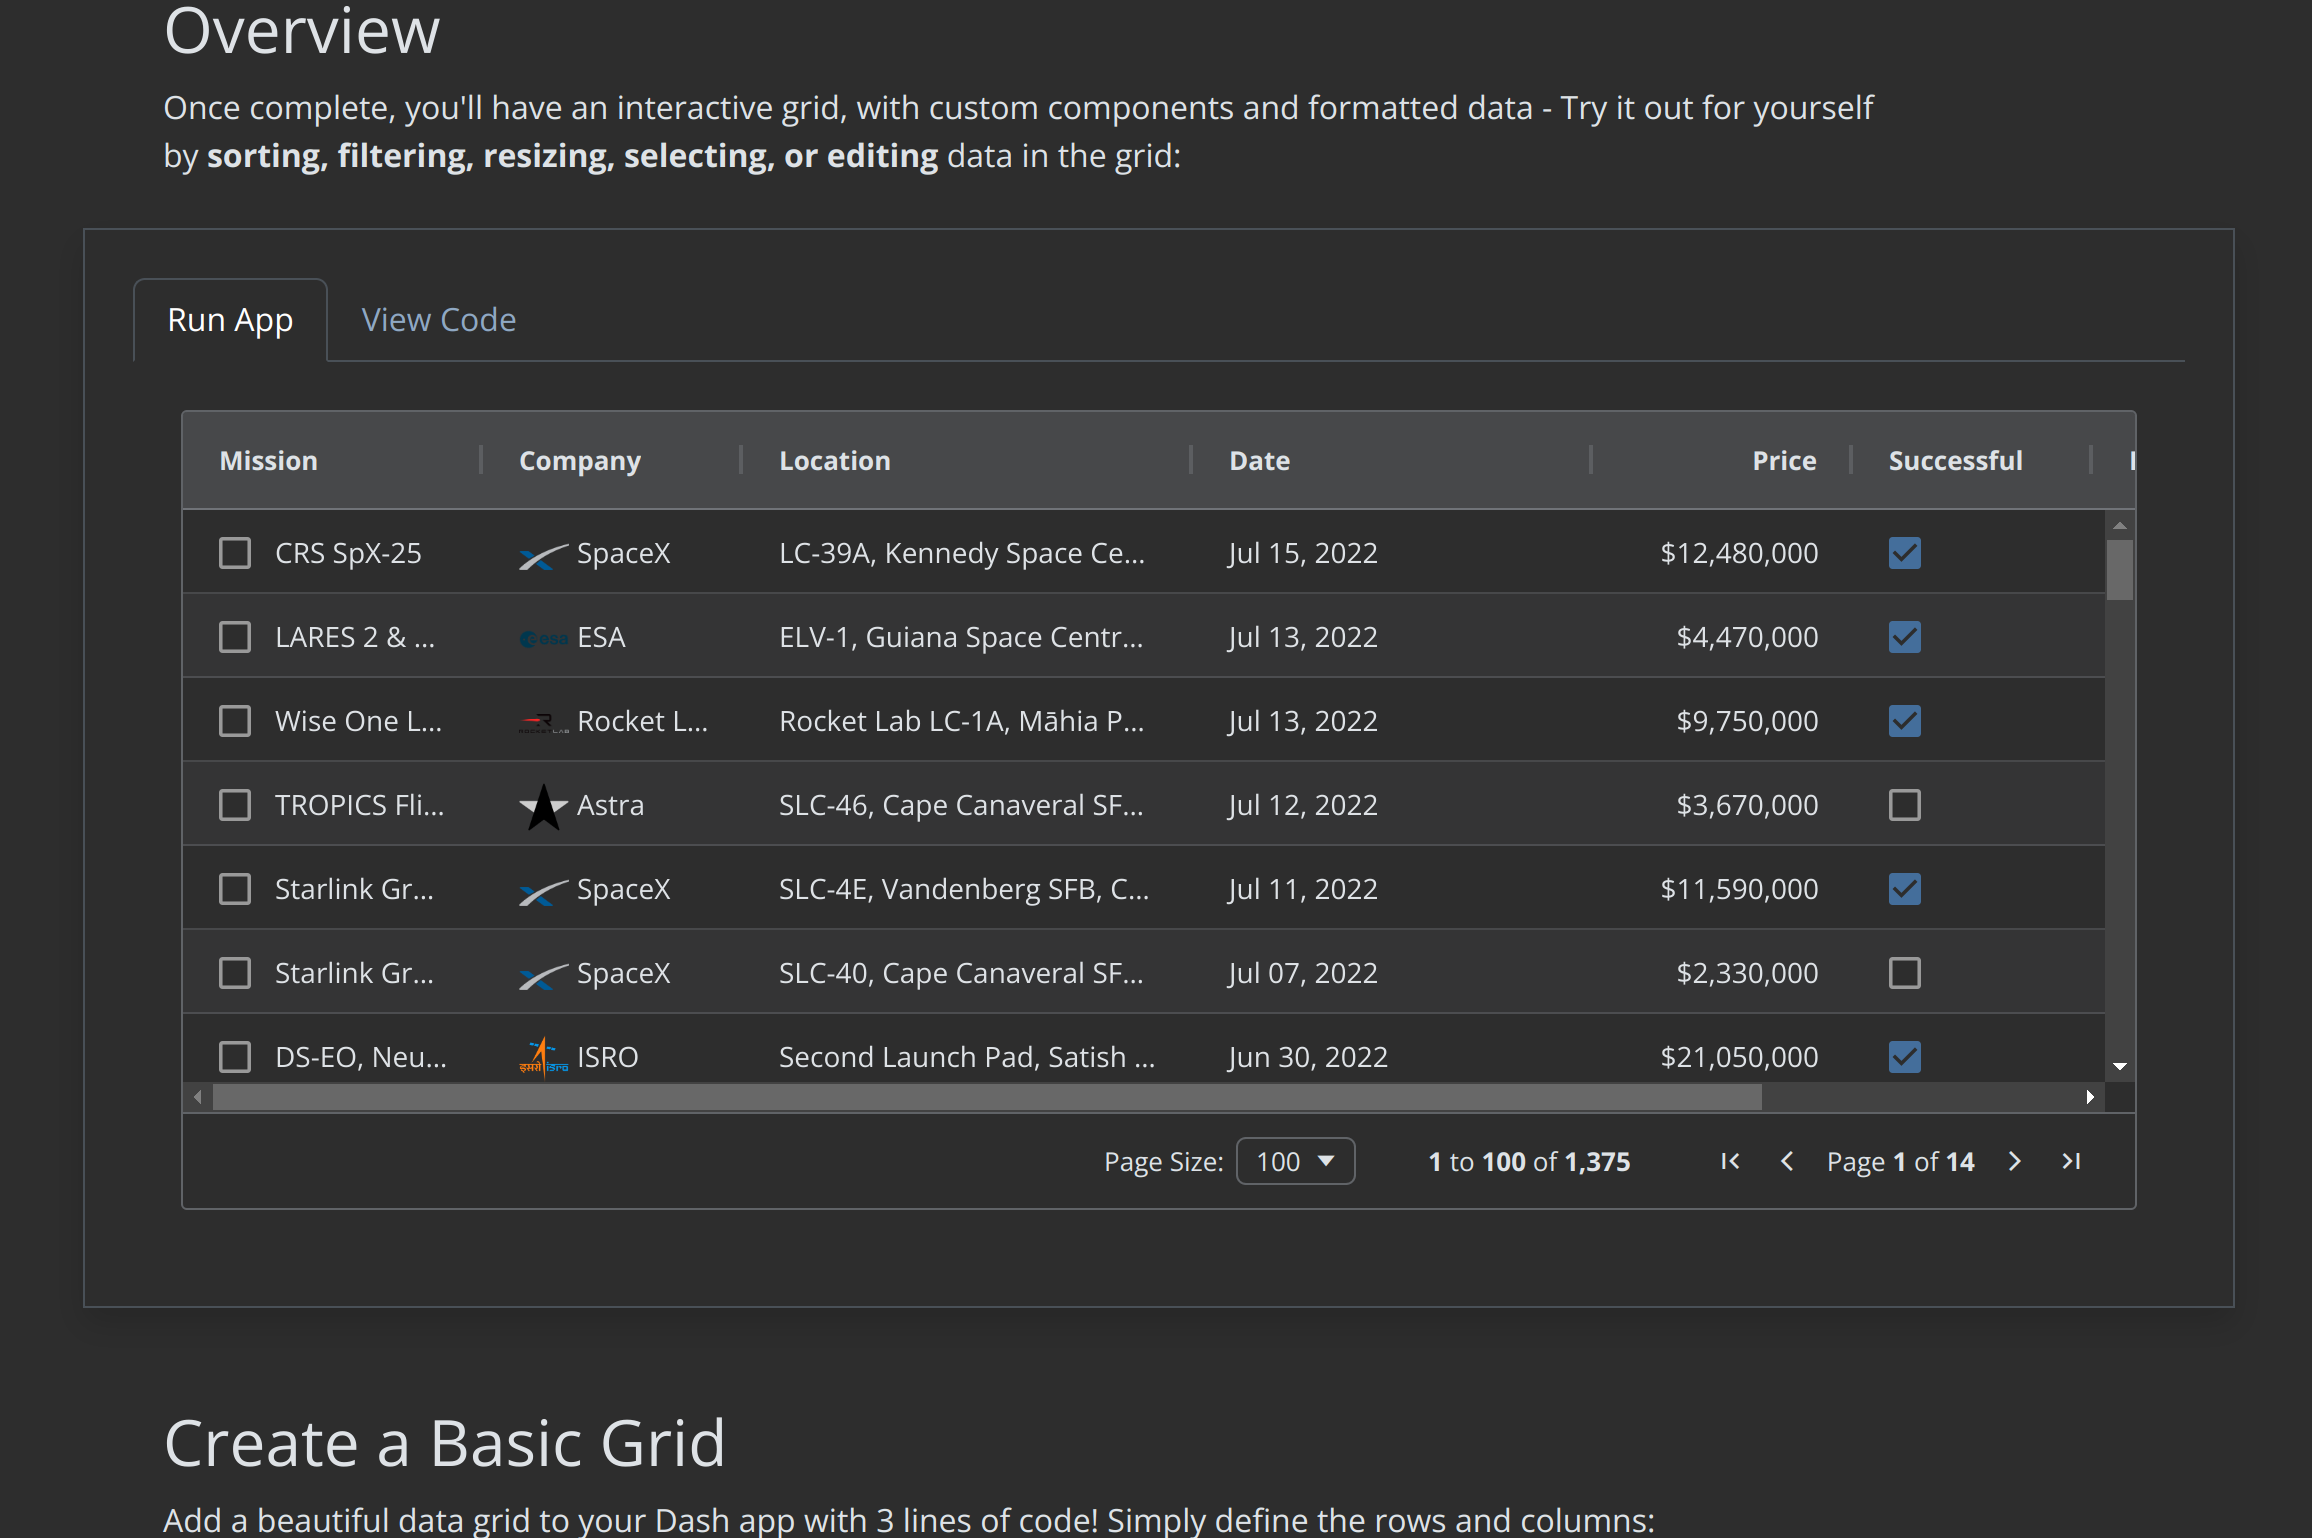 Overview
Once complete, you'll have an interactive grid, with custom components and formatted data - Try it out for yourself
by sorting, filtering, resizing, selecting, or editing data in the grid:
Run App View Code
Mission Company Location Date Price Successful
CRS SpX-25 SpaceX LC-39A, Kennedy Space Ce... Jul 15, 2022 $12,480,000
LARES 2 & ... esa ESA ELV-1, Guiana Space Centr... Jul 13, 2022 $4,470,000
Wise One L... ROCKETLAB Rocket L... Rocket Lab LC-1A, Māhia P... Jul 13, 2022 $9,750,000
TROPICS Fli... Astra SLC-46, Cape Canaveral SF... Jul 12, 2022 $3,670,000
Starlink Gr... SpaceX SLC-4E, Vandenberg SFB, C... Jul 11, 2022 $11,590,000
Starlink Gr... SpaceX SLC-40, Cape Canaveral SF... Jul 07, 2022 $2,330,000
DS-EO, Neu... इसरो isro ISRO Second Launch Pad, Satish ... Jun 30, 2022 $21,050,000
Page Size: 100 1 to 100 of 1,375 Page 1 of 14
Create a Basic Grid
Add a beautiful data grid to your Dash app with 3 lines of code! Simply define the rows and columns: